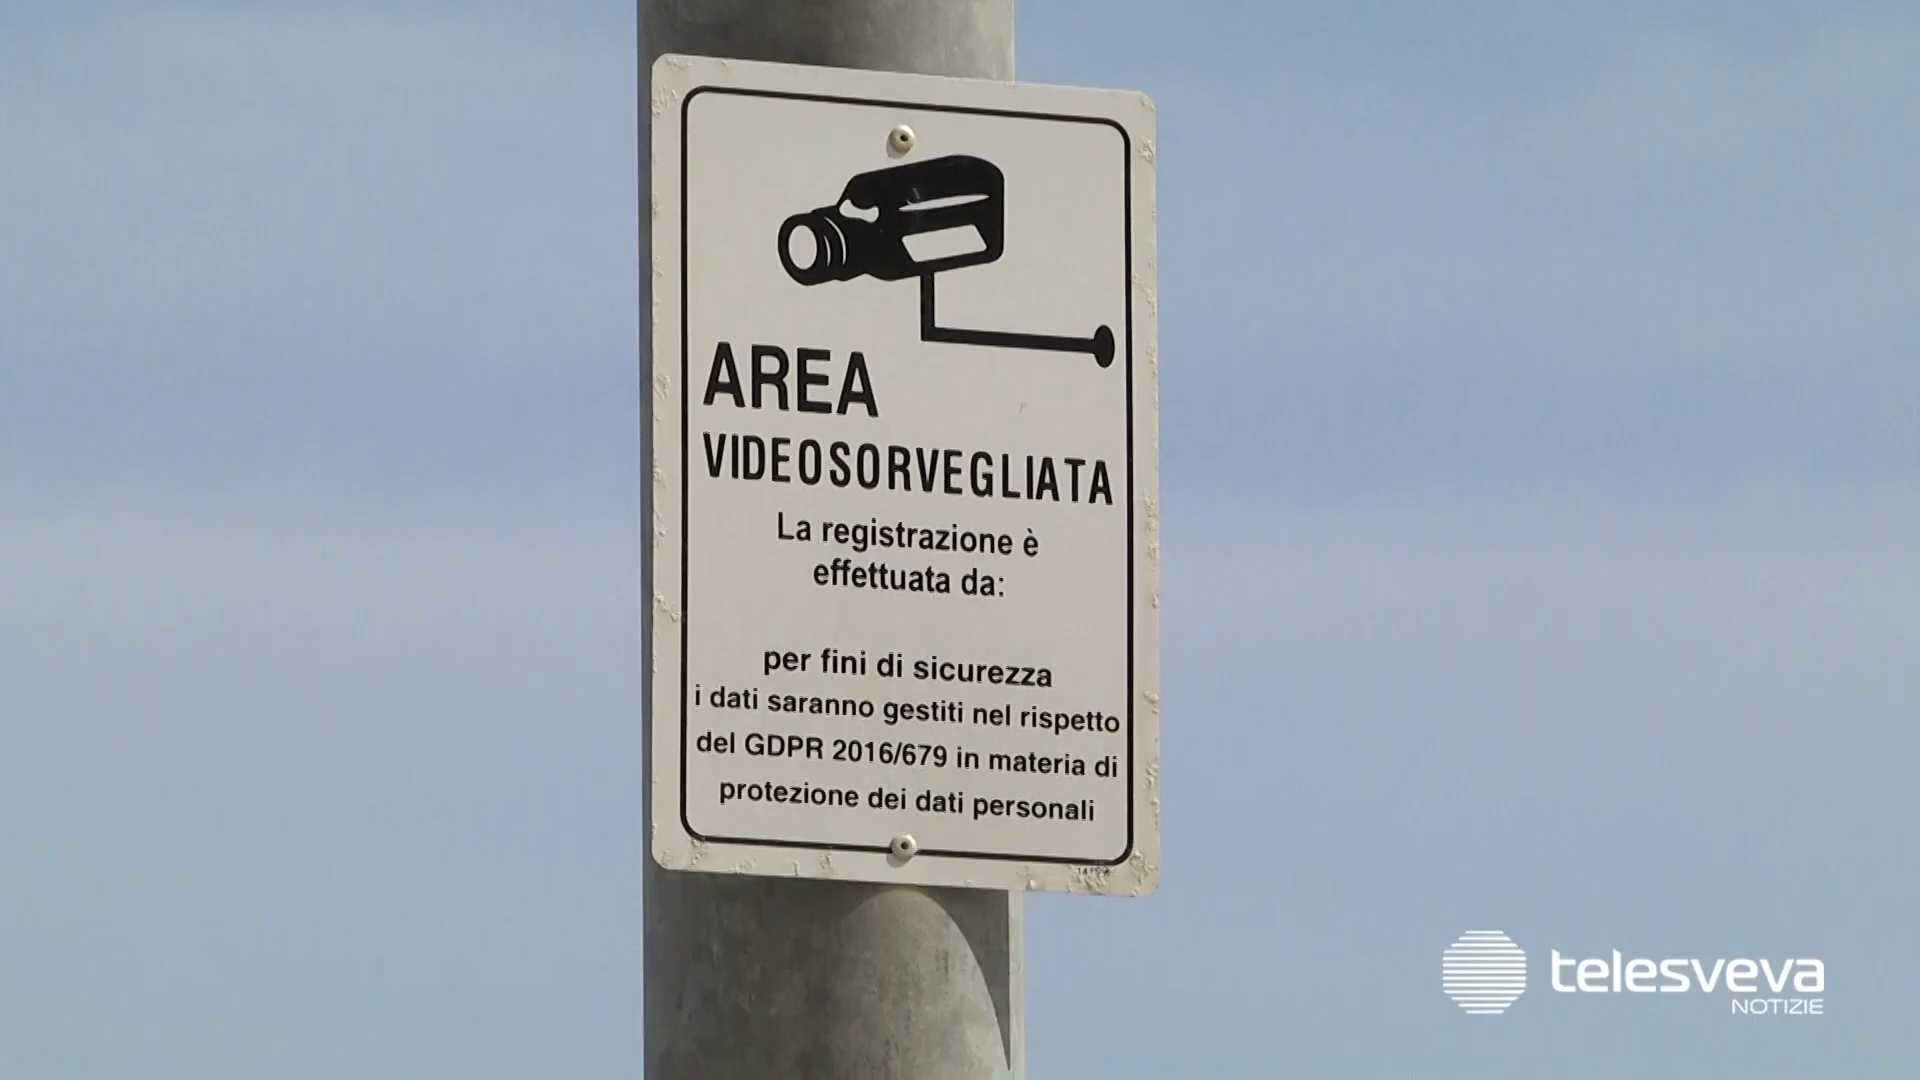 AREA
VIDEOSORVEGLIATA
La registrazione è
effettuata da:
per fini di sicurezza
i dati saranno gestiti nel rispetto
del GDPR 2016/679 in materia di
protezione dei dati personali
telesveva
NOTIZIE